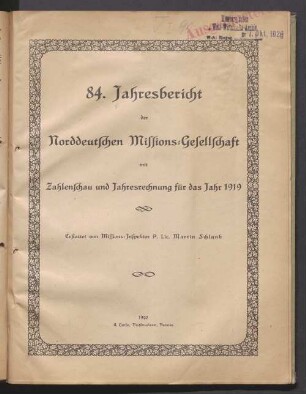 84. Jahresbericht
der
Norddeutschen Missions-Gesellschaft
mit
Zahlenschau und Jahresrechnung für das Jahr 1919
Erstattet von Missions-Inspektor P. Lic. Martin Schlunk